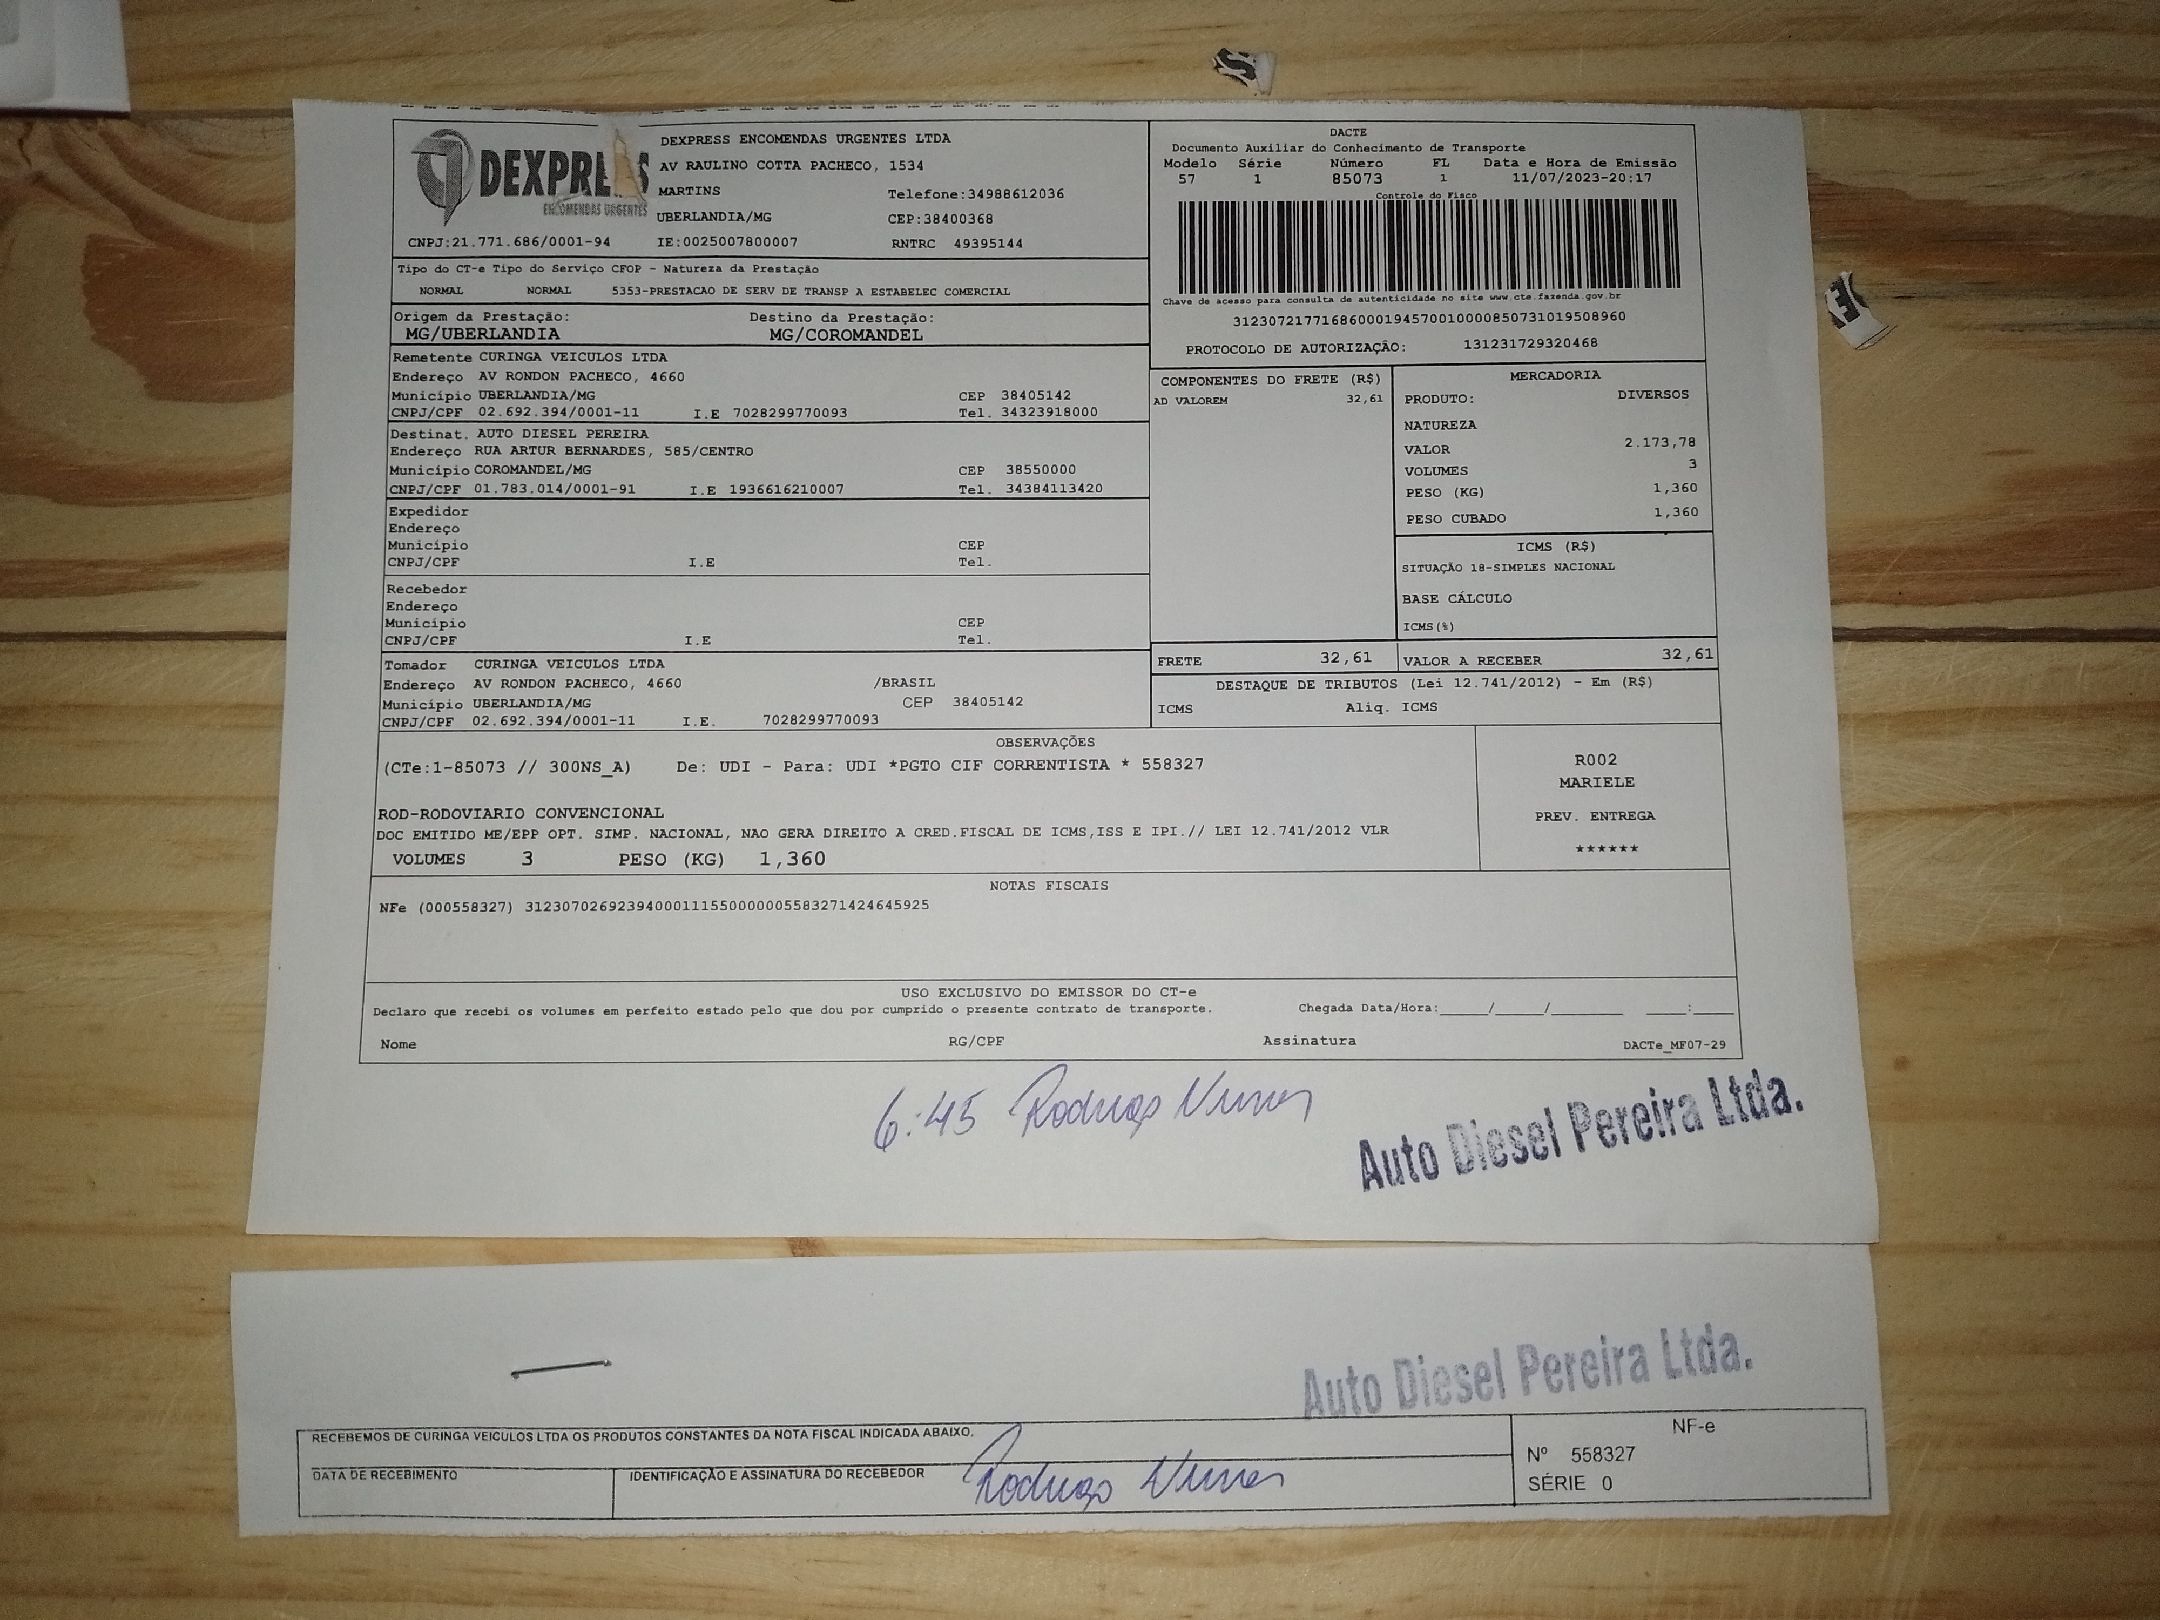 DEXPRE S
ENCOMENDAS URGENTES
DEXPRESS ENCOMENDAS URGENTES LTDA
AV RAULINO COTTA PACHECO, 1534
MARTINS Telefone:34988612036
UBERLANDIA/MG CEP:38400368
CNPJ:21.771.686/0001-94 IE:0025007800007 RNTRC 49395144
DACTE
Documento Auxiliar do Conhecimento de Transporte
Modelo Série Número FL Data e Hora de Emissão
57 1 85073 1 11/07/2023-20:17
Controle do Fisco
Chave de acesso para consulta de autenticidade no site www.cte.fazenda.gov.br
31230721771686000194570010000850731019508960
PROTOCOLO DE AUTORIZAÇÃO: 131231729320468
Tipo do CT-e Tipo do Serviço CFOP - Natureza da Prestação
NORMAL NORMAL 5353-PRESTACAO DE SERV DE TRANSP A ESTABELEC COMERCIAL
Origem da Prestação: Destino da Prestação:
MG/UBERLANDIA MG/COROMANDEL
Remetente CURINGA VEICULOS LTDA
Endereço AV RONDON PACHECO, 4660
Município UBERLANDIA/MG CEP 38405142
CNPJ/CPF 02.692.394/0001-11 I.E 7028299770093 Tel. 34323918000
Destinat. AUTO DIESEL PEREIRA
Endereço RUA ARTUR BERNARDES, 585/CENTRO
Município COROMANDEL/MG CEP 38550000
CNPJ/CPF 01.783.014/0001-91 I.E 1936616210007 Tel. 34384113420
Expedidor
Endereço
Município CEP
CNPJ/CPF I.E Tel.
Recebedor
Endereço
Município CEP
CNPJ/CPF I.E Tel.
Tomador CURINGA VEICULOS LTDA
Endereço AV RONDON PACHECO, 4660 /BRASIL
Município UBERLANDIA/MG CEP 38405142
CNPJ/CPF 02.692.394/0001-11 I.E. 7028299770093
COMPONENTES DO FRETE (R$)
AD VALOREM 32,61
MERCADORIA
PRODUTO: DIVERSOS
NATUREZA
VALOR 2.173,78
VOLUMES 3
PESO (KG) 1,360
PESO CUBADO 1,360
ICMS (R$)
SITUAÇÃO 18-SIMPLES NACIONAL
BASE CÁLCULO
ICMS(%)
FRETE 32,61 VALOR A RECEBER 32,61
DESTAQUE DE TRIBUTOS (Lei 12.741/2012) - Em (R$)
ICMS Aliq. ICMS
OBSERVAÇÕES
(CTe:1-85073 // 300NS_A) De: UDI - Para: UDI *PGTO CIF CORRENTISTA * 558327
ROD-RODOVIARIO CONVENCIONAL
DOC EMITIDO ME/EPP OPT. SIMP. NACIONAL, NAO GERA DIREITO A CRED.FISCAL DE ICMS,ISS E IPI.// LEI 12.741/2012 VLR
VOLUMES 3 PESO (KG) 1,360
R002
MARIELE
PREV. ENTREGA
******
NOTAS FISCAIS
NFe (000558327) 31230702692394000111550000005583271424645925
USO EXCLUSIVO DO EMISSOR DO CT-e
Declaro que recebi os volumes em perfeito estado pelo que dou por cumprido o presente contrato de transporte. Chegada Data/Hora:_____/_____/________ ____:____
Nome RG/CPF Assinatura DACTe_MF07-29
6:45 Rodrigo Nunes
Auto Diesel Pereira Ltda.
Auto Diesel Pereira Ltda.
RECEBEMOS DE CURINGA VEICULOS LTDA OS PRODUTOS CONSTANTES DA NOTA FISCAL INDICADA ABAIXO.
DATA DE RECEBIMENTO IDENTIFICAÇÃO E ASSINATURA DO RECEBEDOR Rodrigo Nunes
NF-e
Nº 558327
SÉRIE 0